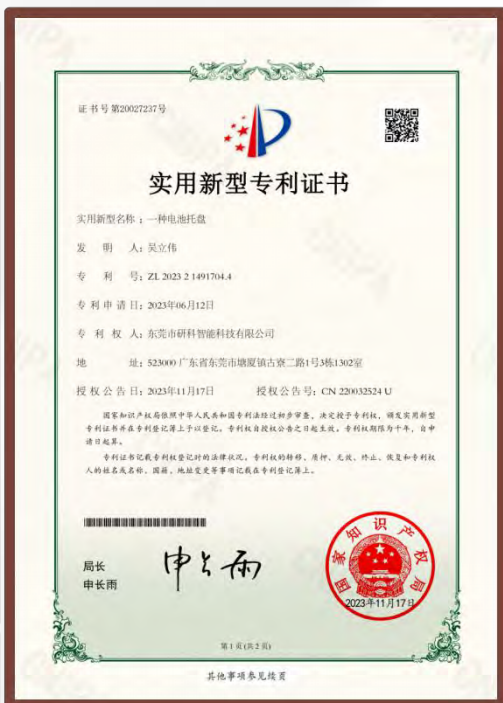 证书号第20027237号
实用新型专利证书
实用新型名称：一种电池托盘
发 明 人：吴立伟
专 利 号：ZL 2023 2 1491704.4
专利申请日：2023年06月12日
专 利 权 人：东莞市研科智能科技有限公司
地 址：523000 广东省东莞市塘厦镇古寮二路1号3栋1302室
授权公告日：2023年11月17日 授权公告号：CN 220032524 U
国家知识产权局依照中华人民共和国专利法经过初步审查，决定授予专利权，颁发实用新型
专利证书并在专利登记簿上予以登记。专利权自授权公告之日起生效。专利权期限为十年，自申
请日起算。
专利证书记载专利权登记时的法律状况。专利权的转移、质押、无效、终止、恢复和专利权
人的姓名或名称、国籍、地址变更等事项记载在专利登记簿上。
局长
申长雨
申长雨
国家知识产权局
2023年11月17日
第1页(共2页)
其他事项参见续页